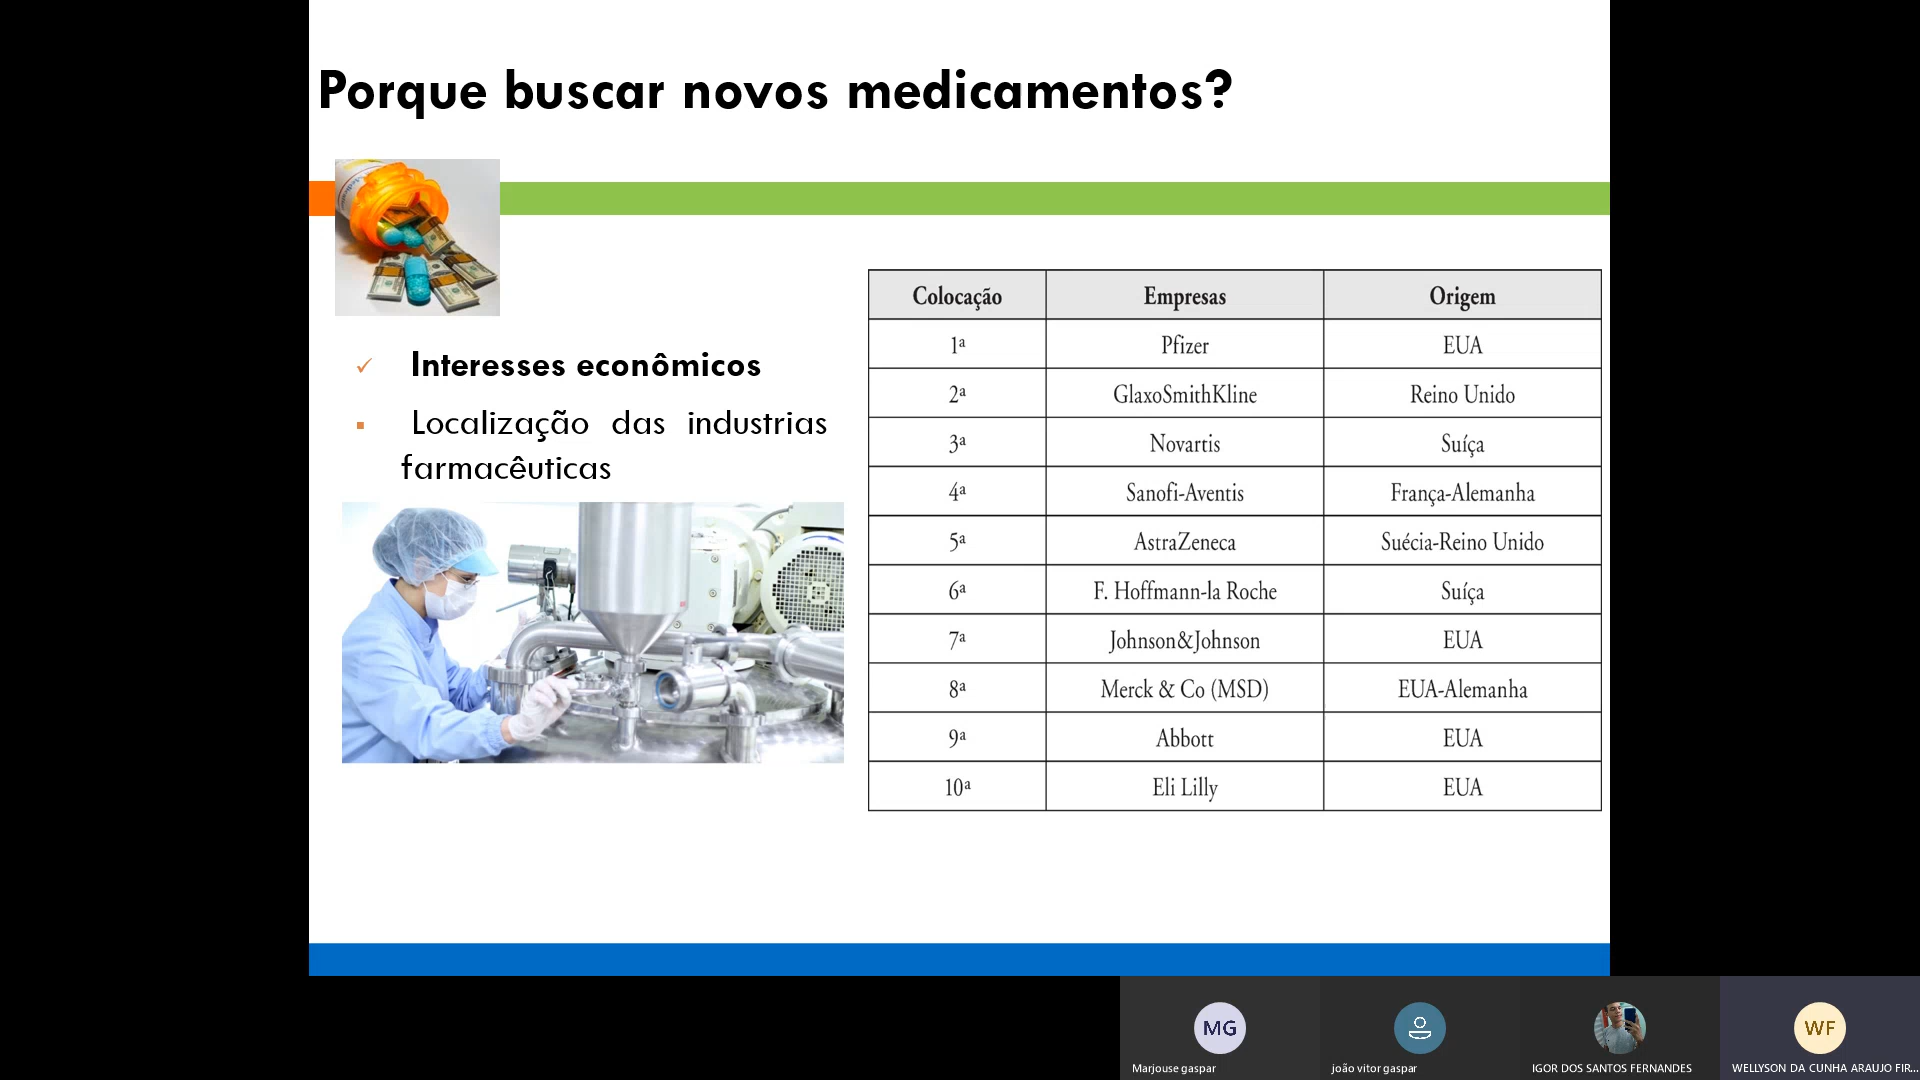 Porque buscar novos medicamentos?
✓ Interesses econômicos
▪ Localização das industrias
farmacêuticas
Colocação Empresas Origem
1ª Pfizer EUA
2ª GlaxoSmithKline Reino Unido
3ª Novartis Suíça
4ª Sanofi-Aventis França-Alemanha
5ª AstraZeneca Suécia-Reino Unido
6ª F. Hoffmann-la Roche Suíça
7ª Johnson&Johnson EUA
8ª Merck & Co (MSD) EUA-Alemanha
9ª Abbott EUA
10ª Eli Lilly EUA
MG
WF
Marjouse gaspar
joão vitor gaspar
IGOR DOS SANTOS FERNANDES
WELLYSON DA CUNHA ARAUJO FIR...